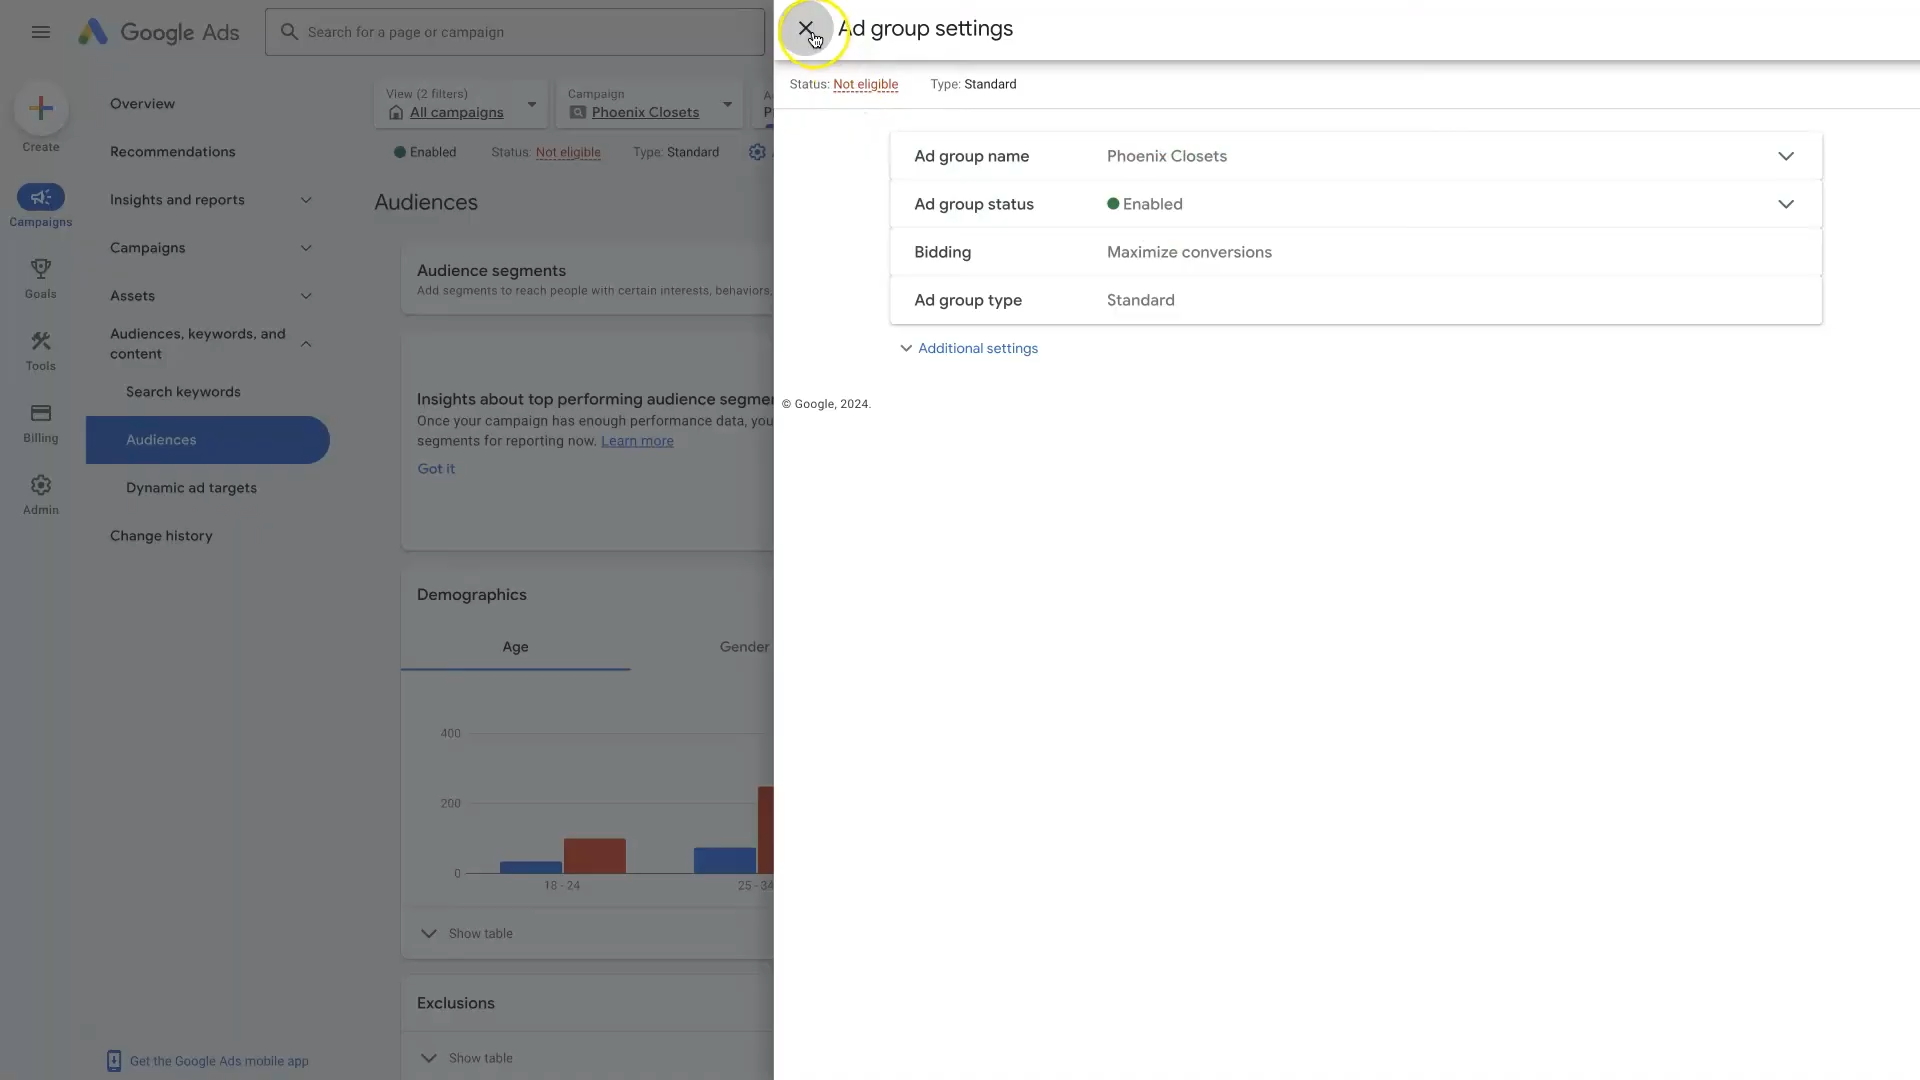 Google Ads
Search for a page or campaign
Ad group settings
Status: Not eligible Type: Standard
Create
Campaigns
Goals
Tools
Billing
Admin
Overview
Recommendations
Insights and reports
Campaigns
Assets
Audiences, keywords, and
content
Search keywords
Audiences
Dynamic ad targets
Change history
Get the Google Ads mobile app
View (2 filters)
All campaigns
Campaign
Phoenix Closets
Enabled Status: Not eligible Type: Standard
Audiences
Audience segments
Add segments to reach people with certain interests, behaviors,
Insights about top performing audience segme
Once your campaign has enough performance data, you
segments for reporting now. Learn more
Got it
Demographics
Age Gender
400
200
0
18 - 24 25 - 34
Show table
Exclusions
Show table
Ad group name Phoenix Closets
Ad group status Enabled
Bidding Maximize conversions
Ad group type Standard
Additional settings
© Google, 2024.